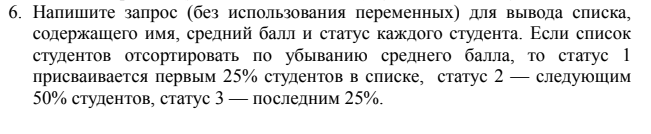 6. Напишите запрос (без использования переменных) для вывода списка,
содержащего имя, средний балл и статус каждого студента. Если список
студентов отсортировать по убыванию среднего балла, то статус 1
присваивается первым 25% студентов в списке, статус 2 — следующим
50% студентов, статус 3 — последним 25%.